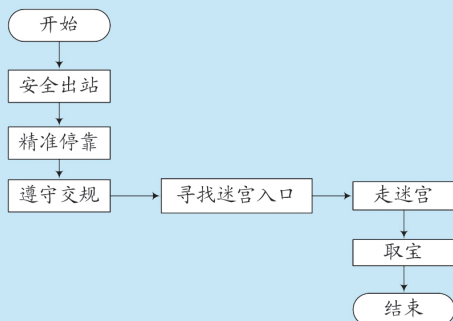 开始
安全出站
精准停靠
遵守交规
寻找迷宫入口
走迷宫
取宝
结束